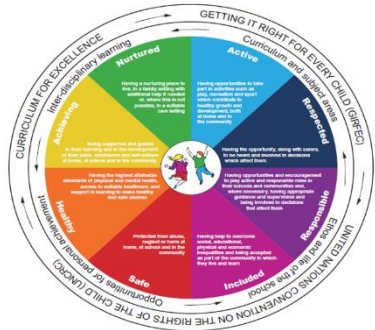 CURRICULUM FOR EXCELLENCE
GETTING IT RIGHT FOR EVERY CHILD (GIRFEC)
UNITED NATIONS CONVENTION ON THE RIGHTS OF THE CHILD (UNCRC)
Inter-disciplinary learning
Curriculum and subject areas
Ethos and life of the school
Opportunities for personal achievement
Nurtured
Having a nurturing place to
live, in a family setting with
additional help if needed
or, where this is not
possible, in a suitable
care setting
Active
Having opportunities to take
part in activities such as
play, recreation and sport
which contribute to
healthy growth and
development, both
at home and in
the community
Respected
Having the opportunity, along with carers,
to be heard and involved in decisions
which affect them
Responsible
Having opportunities and encouragement
to play active and responsible roles in
their schools and communities and,
where necessary, having appropriate
guidance and supervision and
being involved in decisions
that affect them
Included
Having help to overcome
social, educational,
physical and economic
inequalities and being accepted
as part of the community in which
they live and learn
Safe
Protected from abuse,
neglect or harm at
home, at school and in
the community
Healthy
Having the highest attainable
standards of physical and mental health,
access to suitable healthcare, and
support in learning to make healthy
and safe choices
Achieving
Being supported and guided
in their learning and in the development
of their skills, confidence and self-esteem
at home, at school and in the community